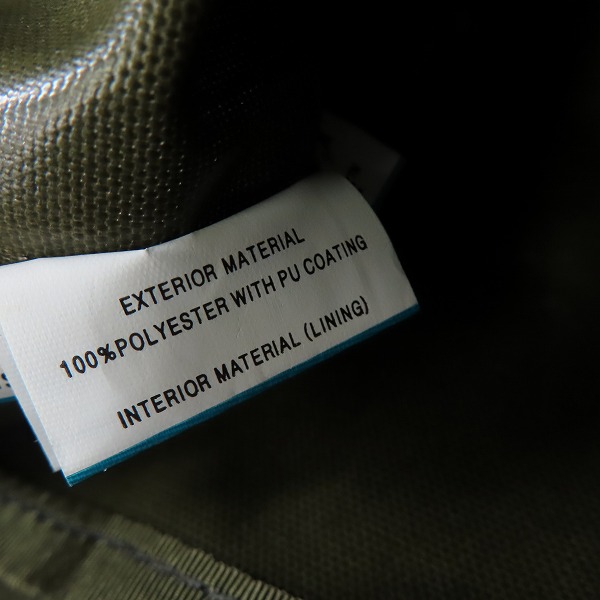 EXTERIOR MATERIAL
100%POLYESTER WITH PU COATING
INTERIOR MATERIAL (LINING)